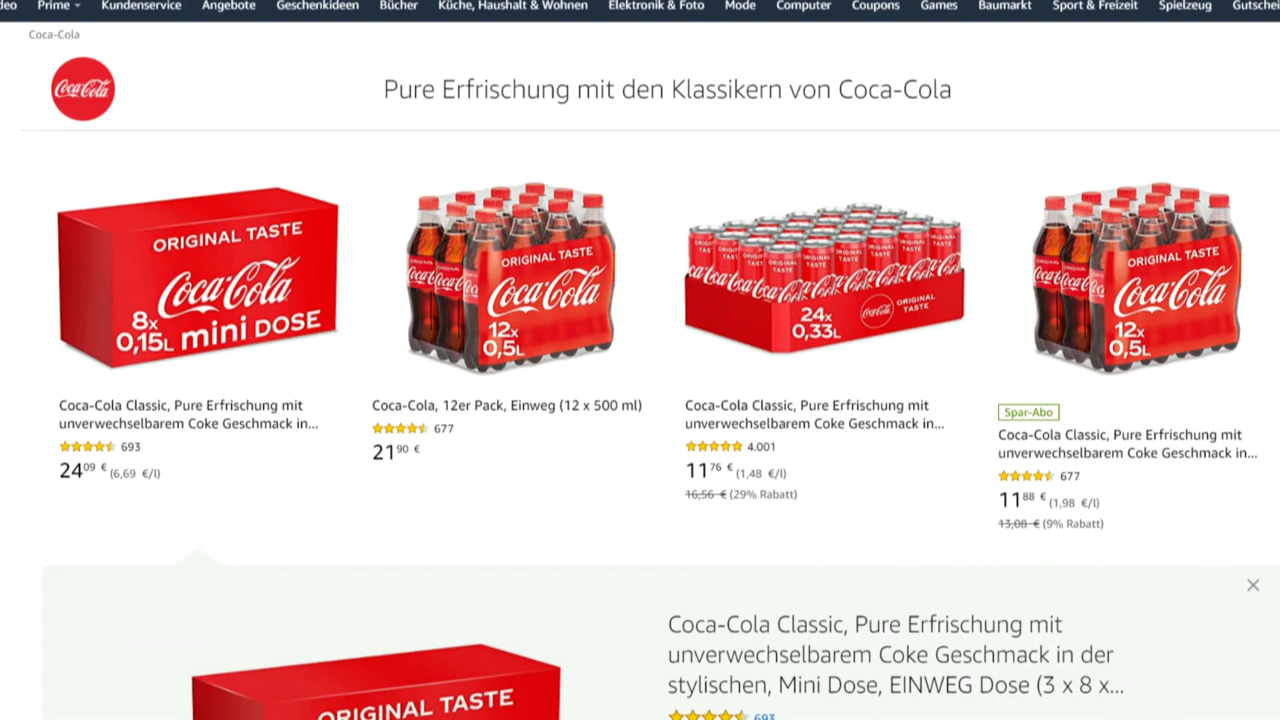 Prime
Kundenservice
Angebote
Geschenkideen
Bücher
Küche, Haushalt & Wohnen
Elektronik & Foto
Mode
Computer
Coupons
Games
Baumarkt
Sport & Freizeit
Spielzeug
Coca-Cola
Coca-Cola
Pure Erfrischung mit den Klassikern von Coca-Cola
ORIGINAL TASTE
Coca-Cola
8x
0,15L mini DOSE
ORIGINAL TASTE
Coca-Cola
12x
0,5L
24x
0,33L
Coca-Cola
ORIGINAL
TASTE
ORIGINAL TASTE
Coca-Cola
12x
0,5L
Coca-Cola Classic, Pure Erfrischung mit
unverwechselbarem Coke Geschmack in...
693
24 09 € (6,69 €/l)
Coca-Cola, 12er Pack, Einweg (12 x 500 ml)
677
21 90 €
Coca-Cola Classic, Pure Erfrischung mit
unverwechselbarem Coke Geschmack in...
4.001
11 76 € (1,48 €/l)
16,56 € (29% Rabatt)
Spar-Abo
Coca-Cola Classic, Pure Erfrischung mit
unverwechselbarem Coke Geschmack in...
677
11 88 € (1,98 €/l)
13,08 € (9% Rabatt)
ORIGINAL TASTE
Coca-Cola Classic, Pure Erfrischung mit
unverwechselbarem Coke Geschmack in der
stylischen, Mini Dose, EINWEG Dose (3 x 8 x...
693